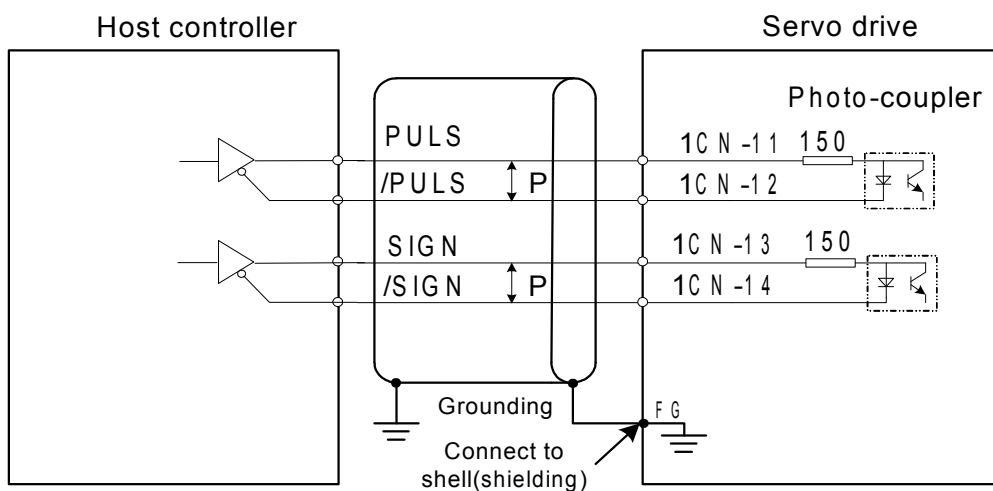 Host controller
Servo drive
Photo-coupler
PULS
1CN-11 150
/PULS P
1CN-12
SIGN
1CN-13 150
/SIGN P
1CN-14
Grounding
FG
Connect to
shell(shielding)